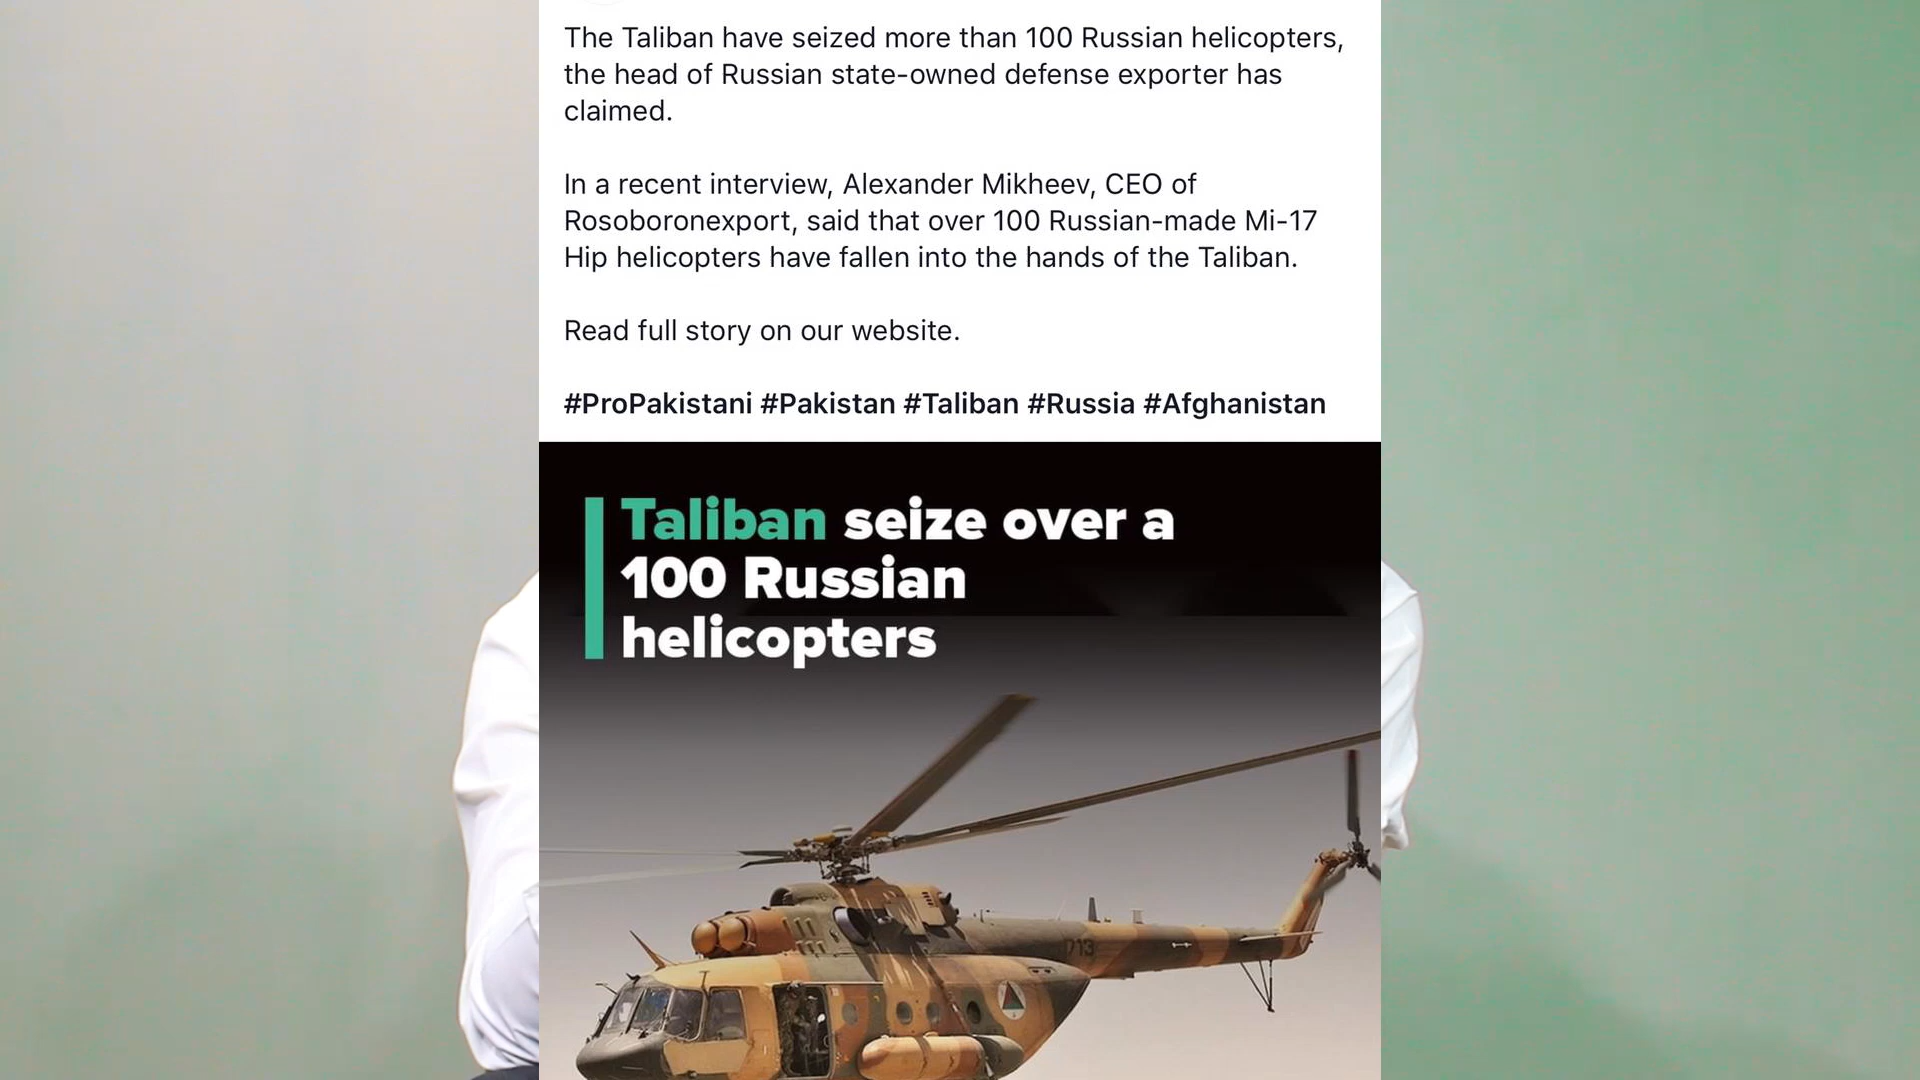 The Taliban have seized more than 100 Russian helicopters,
the head of Russian state-owned defense exporter has
claimed.
In a recent interview, Alexander Mikheev, CEO of
Rosoboronexport, said that over 100 Russian-made Mi-17
Hip helicopters have fallen into the hands of the Taliban.
Read full story on our website.
#ProPakistani #Pakistan #Taliban #Russia #Afghanistan
Taliban seize over a
100 Russian
helicopters
713